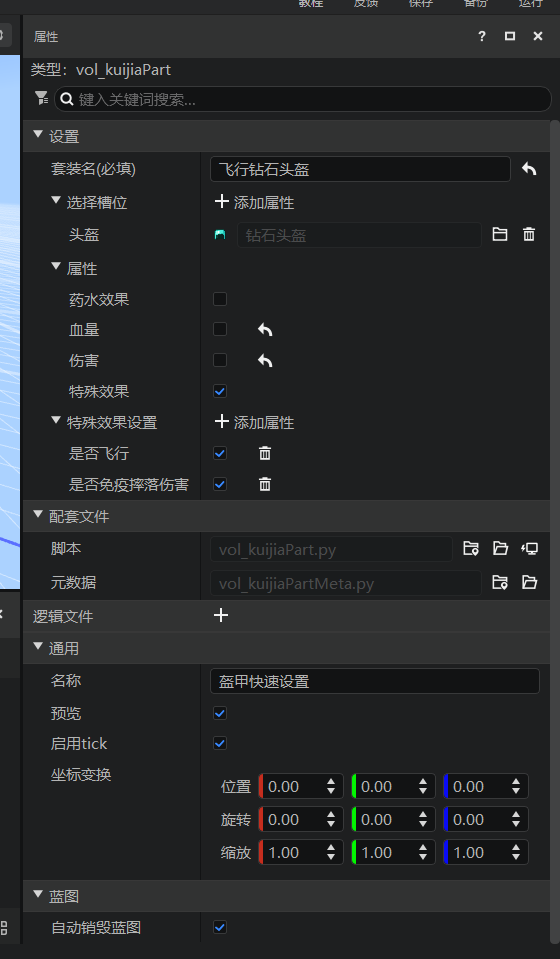 教程 反馈 保存 备份 运行
属性 ?
类型: vol_kuijiaPart
键入关键词搜索...
设置
套装名(必填) 飞行钻石头盔
选择槽位 添加属性
头盔 钻石头盔
属性
药水效果
血量
伤害
特殊效果
特殊效果设置 添加属性
是否飞行
是否免疫摔落伤害
配套文件
脚本 vol_kuijiaPart.py
元数据 vol_kuijiaPartMeta.py
逻辑文件
通用
名称 盔甲快速设置
预览
启用tick
坐标变换
位置 0.00 0.00 0.00
旋转 0.00 0.00 0.00
缩放 1.00 1.00 1.00
蓝图
自动销毁蓝图